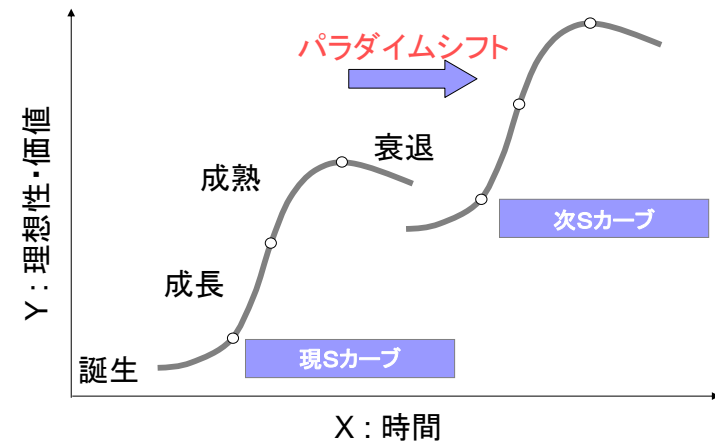 パラダイムシフト
衰退
成熟
次Sカーブ
成長
現Sカーブ
誕生
Y : 理想性・価値
X : 時間